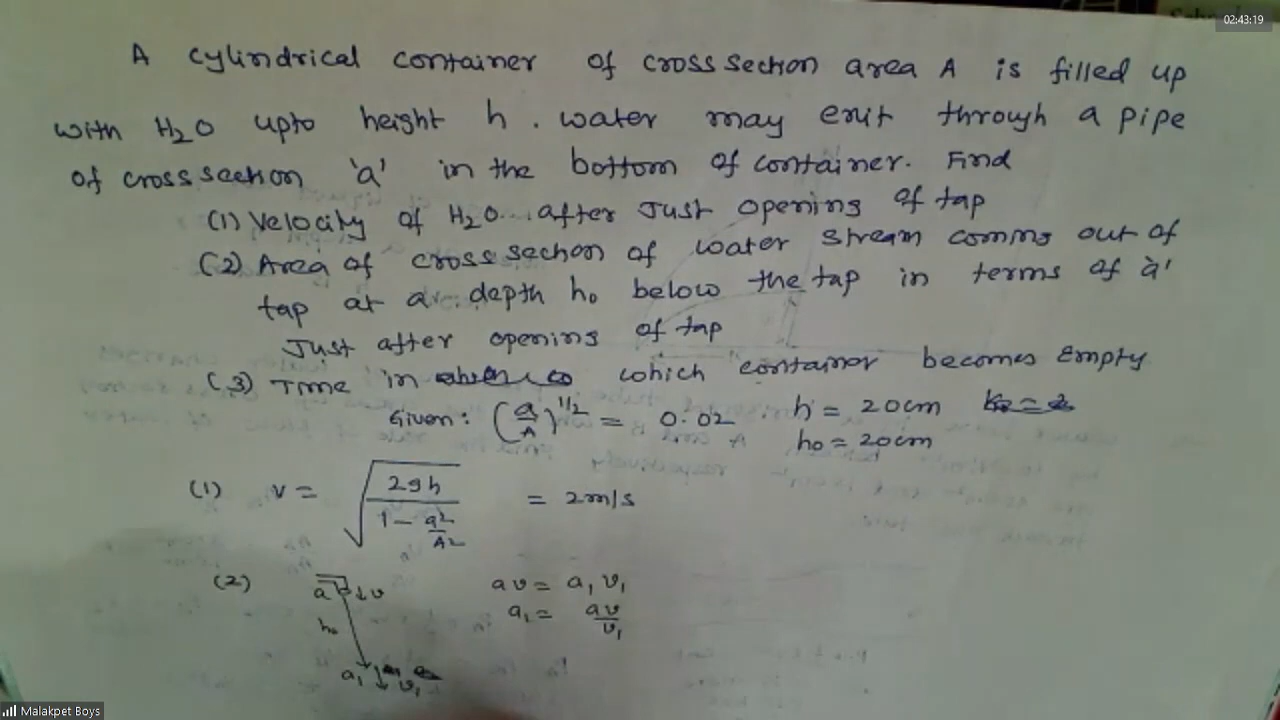 02:43:19
A cylindrical container of cross section area A is filled up
with H₂O upto height h . water may exit through a pipe
of cross section 'a' in the bottom of container. Find
(1) Velocity of H₂O after Just opening of tap
(2) Area of cross section of water stream coming out of
tap at a depth h₀ below the tap in terms of 'a'
Just after opening of tap
(3) Time in which container becomes Empty
Given: (a/A)^1/2 = 0.02 h = 20cm
h₀ = 20cm
(1) v = √(2gh / (1 - a²/A²)) = 2m/s
(2) a ↓v av = a₁ v₁
h₀ a₁ = av/v₁
a₁ ↓ v₁
Malakpet Boys